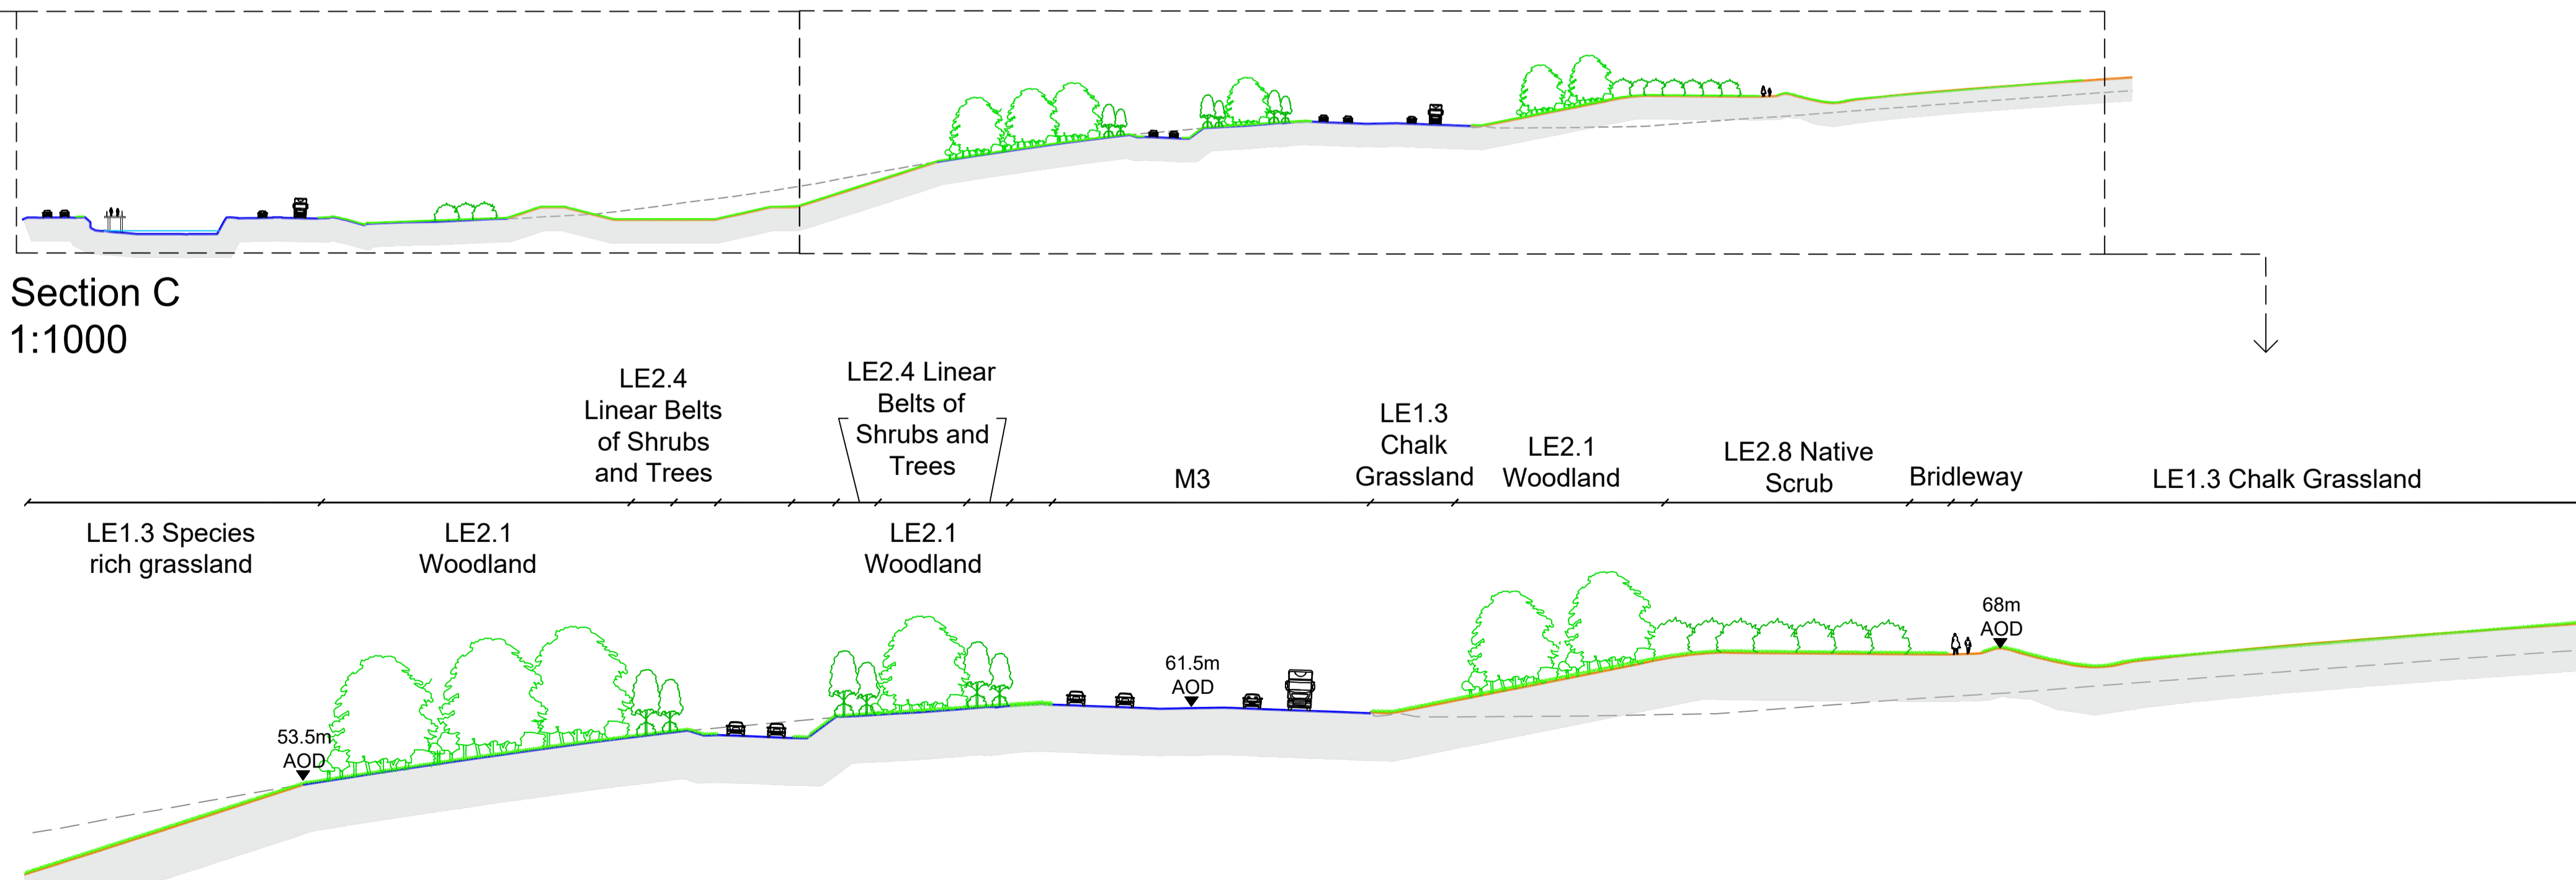 Section C
1:1000
LE2.4
Linear Belts
of Shrubs
and Trees
LE2.4 Linear
Belts of
Shrubs and
Trees
M3
LE1.3
Chalk
Grassland
LE2.1
Woodland
LE2.8 Native
Scrub
Bridleway
LE1.3 Chalk Grassland
LE1.3 Species
rich grassland
LE2.1
Woodland
LE2.1
Woodland
53.5m
AOD
61.5m
AOD
68m
AOD